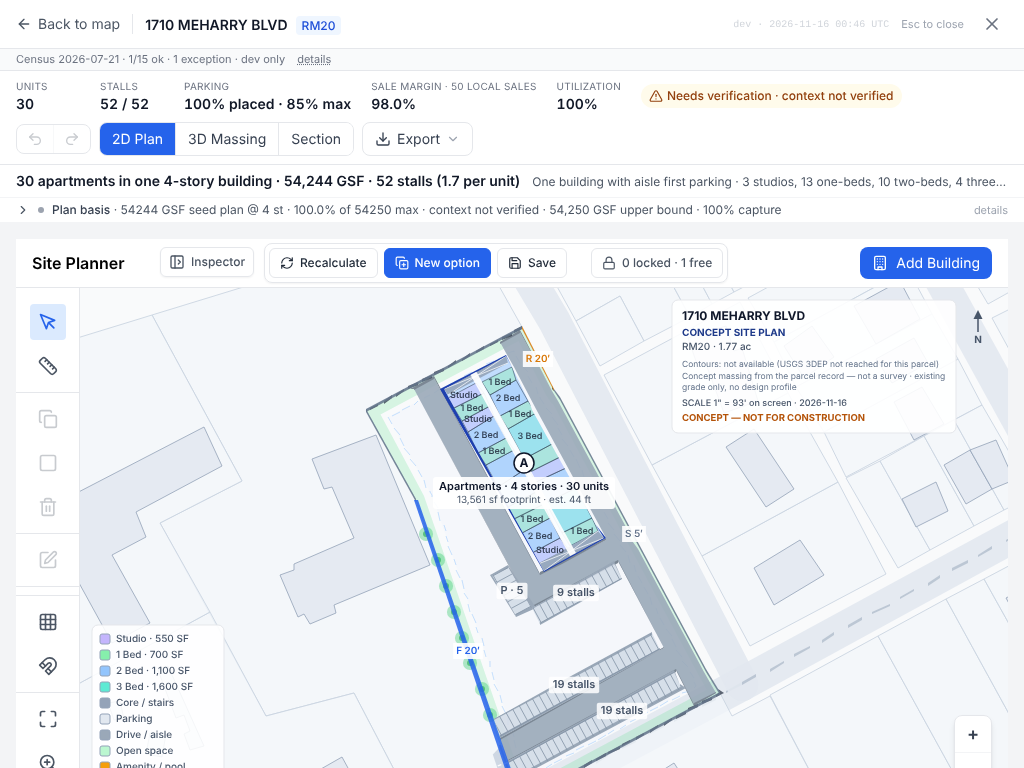 Back to map
1710 MEHARRY BLVD
RM20
dev · 2026-11-16 00:46 UTC
Esc to close
Census 2026-07-21 · 1/15 ok · 1 exception · dev only details
UNITS
30
STALLS
52 / 52
PARKING
100% placed · 85% max
SALE MARGIN · 50 LOCAL SALES
98.0%
UTILIZATION
100%
Needs verification · context not verified
2D Plan
3D Massing
Section
Export
30 apartments in one 4-story building · 54,244 GSF · 52 stalls (1.7 per unit)
One building with aisle first parking · 3 studios, 13 one-beds, 10 two-beds, 4 three...
Plan basis · 54244 GSF seed plan @ 4 st · 100.0% of 54250 max · context not verified · 54,250 GSF upper bound · 100% capture
details
Site Planner
Inspector
Recalculate
New option
Save
0 locked · 1 free
Add Building
1710 MEHARRY BLVD
CONCEPT SITE PLAN
RM20 · 1.77 ac
Contours: not available (USGS 3DEP not reached for this parcel)
Concept massing from the parcel record — not a survey · existing
grade only, no design profile
SCALE 1" = 93' on screen · 2026-11-16
CONCEPT — NOT FOR CONSTRUCTION
N
R 20'
1 Bed
Studio
2 Bed
1 Bed
1 Bed
Studio
2 Bed
3 Bed
1 Bed
A
Apartments · 4 stories · 30 units
13,561 sf footprint · est. 44 ft
1 Bed
1 Bed
2 Bed
Studio
S 5'
P · 5
9 stalls
F 20'
19 stalls
19 stalls
Studio · 550 SF
1 Bed · 700 SF
2 Bed · 1,100 SF
3 Bed · 1,600 SF
Core / stairs
Parking
Drive / aisle
Open space
Amenity / pool
+